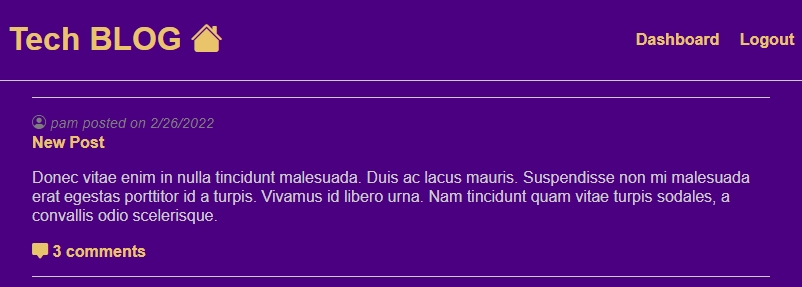 Tech BLOG
Dashboard Logout
pam posted on 2/26/2022
New Post
Donec vitae enim in nulla tincidunt malesuada. Duis ac lacus mauris. Suspendisse non mi malesuada
erat egestas porttitor id a turpis. Vivamus id libero urna. Nam tincidunt quam vitae turpis sodales, a
convallis odio scelerisque.
3 comments